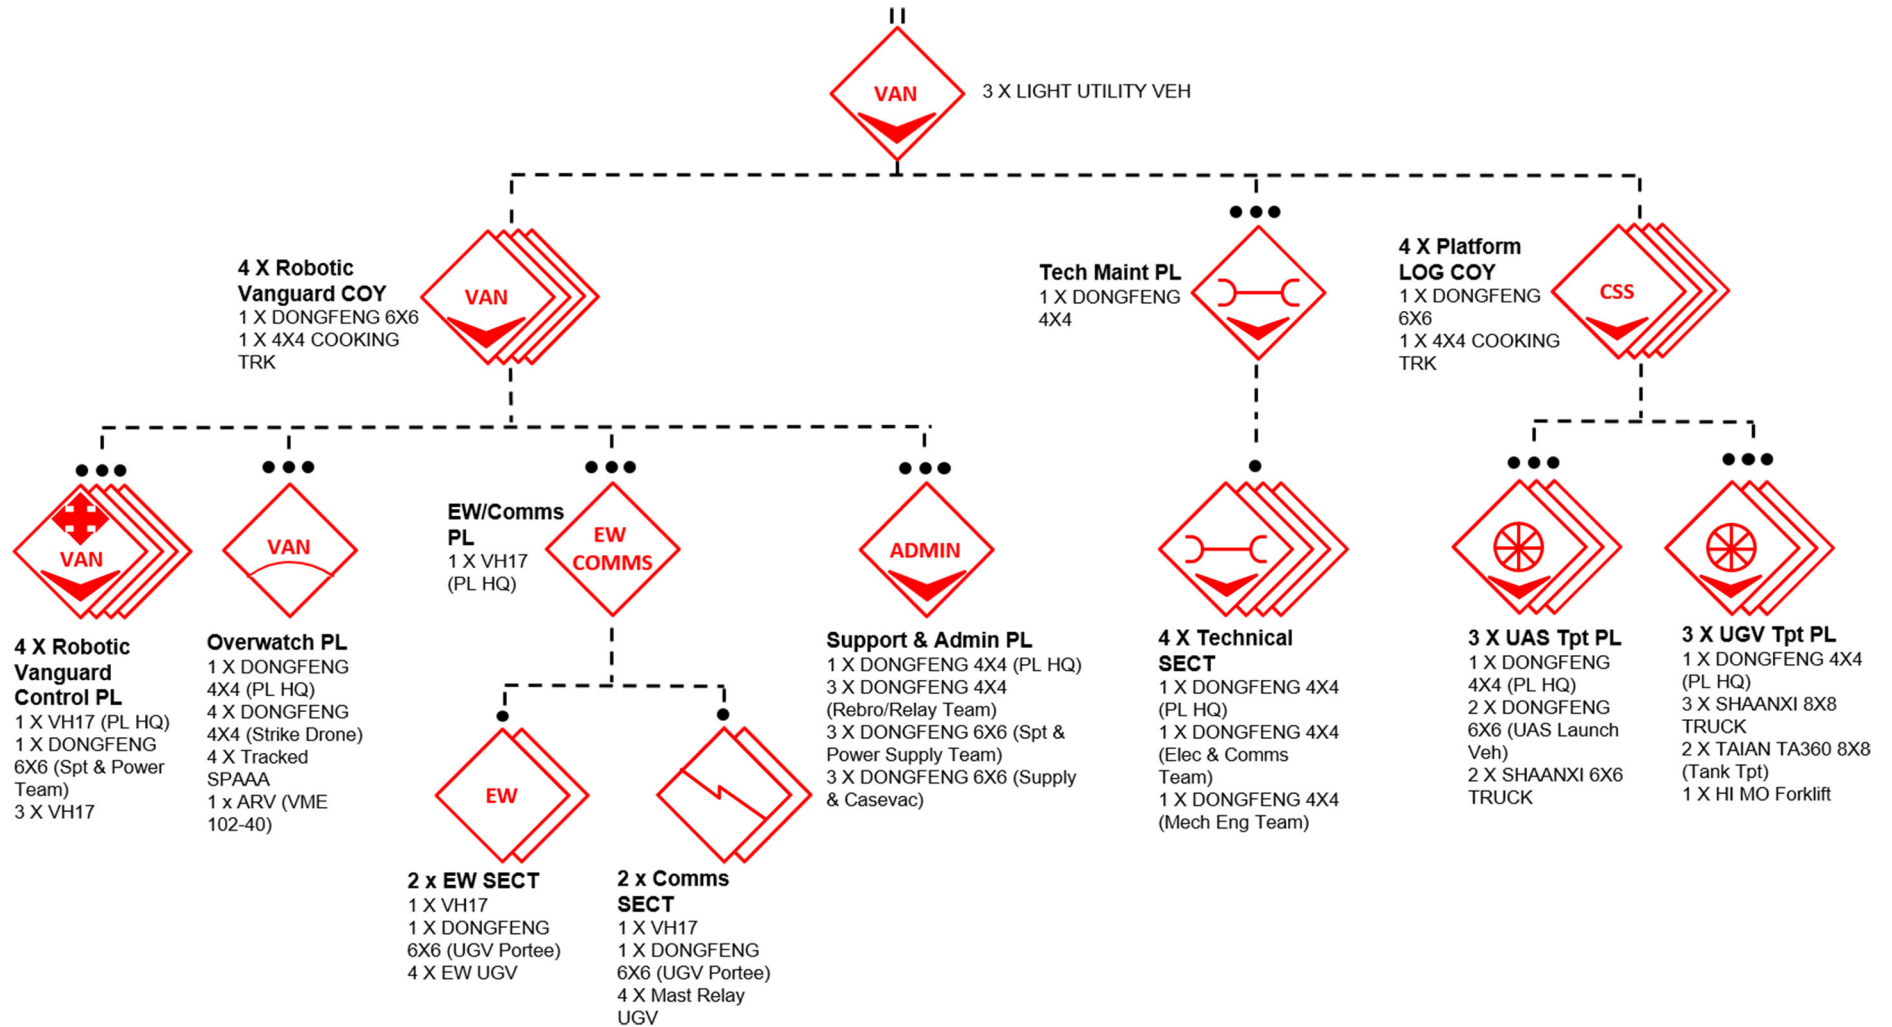 VAN
3 X LIGHT UTILITY VEH
4 X Robotic
Vanguard COY
1 X DONGFENG 6X6
1 X 4X4 COOKING
TRK
VAN
Tech Maint PL
1 X DONGFENG
4X4
4 X Platform
LOG COY
1 X DONGFENG
6X6
1 X 4X4 COOKING
TRK
CSS
VAN
4 X Robotic
Vanguard
Control PL
1 X VH17 (PL HQ)
1 X DONGFENG
6X6 (Spt & Power
Team)
3 X VH17
VAN
Overwatch PL
1 X DONGFENG
4X4 (PL HQ)
4 X DONGFENG
4X4 (Strike Drone)
4 X Tracked
SPAAA
1 x ARV (VME
102-40)
EW/Comms
PL
1 X VH17
(PL HQ)
EW
COMMS
ADMIN
Support & Admin PL
1 X DONGFENG 4X4 (PL HQ)
3 X DONGFENG 4X4
(Rebro/Relay Team)
3 X DONGFENG 6X6 (Spt &
Power Supply Team)
3 X DONGFENG 6X6 (Supply
& Casevac)
4 X Technical
SECT
1 X DONGFENG 4X4
(PL HQ)
1 X DONGFENG 4X4
(Elec & Comms
Team)
1 X DONGFENG 4X4
(Mech Eng Team)
3 X UAS Tpt PL
1 X DONGFENG
4X4 (PL HQ)
2 X DONGFENG
6X6 (UAS Launch
Veh)
2 X SHAANXI 6X6
TRUCK
3 X UGV Tpt PL
1 X DONGFENG 4X4
(PL HQ)
3 X SHAANXI 8X8
TRUCK
2 X TAIAN TA360 8X8
(Tank Tpt)
1 X HI MO Forklift
EW
2 x EW SECT
1 X VH17
1 X DONGFENG
6X6 (UGV Portee)
4 X EW UGV
2 x Comms
SECT
1 X VH17
1 X DONGFENG
6X6 (UGV Portee)
4 X Mast Relay
UGV